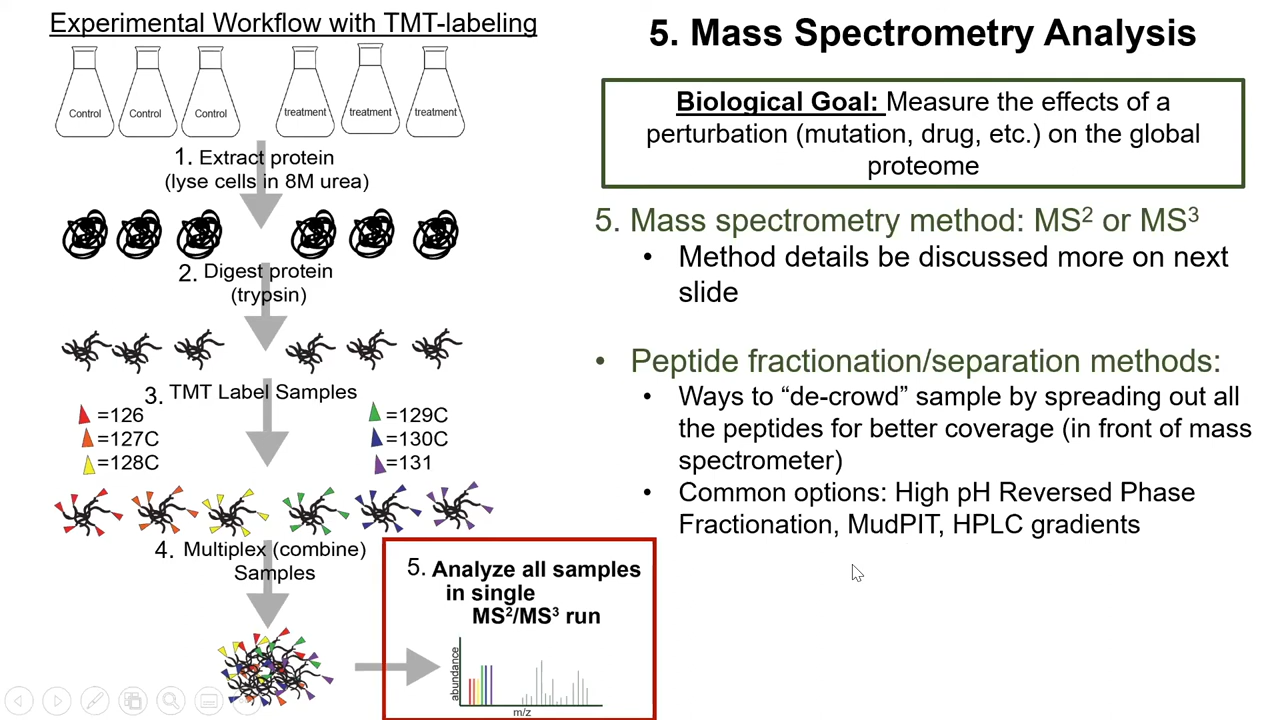 Experimental Workflow with TMT-labeling
Control
Control
Control
treatment
treatment
treatment
1. Extract protein
(lyse cells in 8M urea)
2. Digest protein
(trypsin)
3. TMT Label Samples
=126
=127C
=128C
=129C
=130C
=131
4. Multiplex (combine)
Samples
5. Analyze all samples
in single
MS²/MS³ run
abundance
m/z
5. Mass Spectrometry Analysis
Biological Goal: Measure the effects of a
perturbation (mutation, drug, etc.) on the global
proteome
5. Mass spectrometry method: MS² or MS³
• Method details be discussed more on next
slide
• Peptide fractionation/separation methods:
• Ways to “de-crowd” sample by spreading out all
the peptides for better coverage (in front of mass
spectrometer)
• Common options: High pH Reversed Phase
Fractionation, MudPIT, HPLC gradients